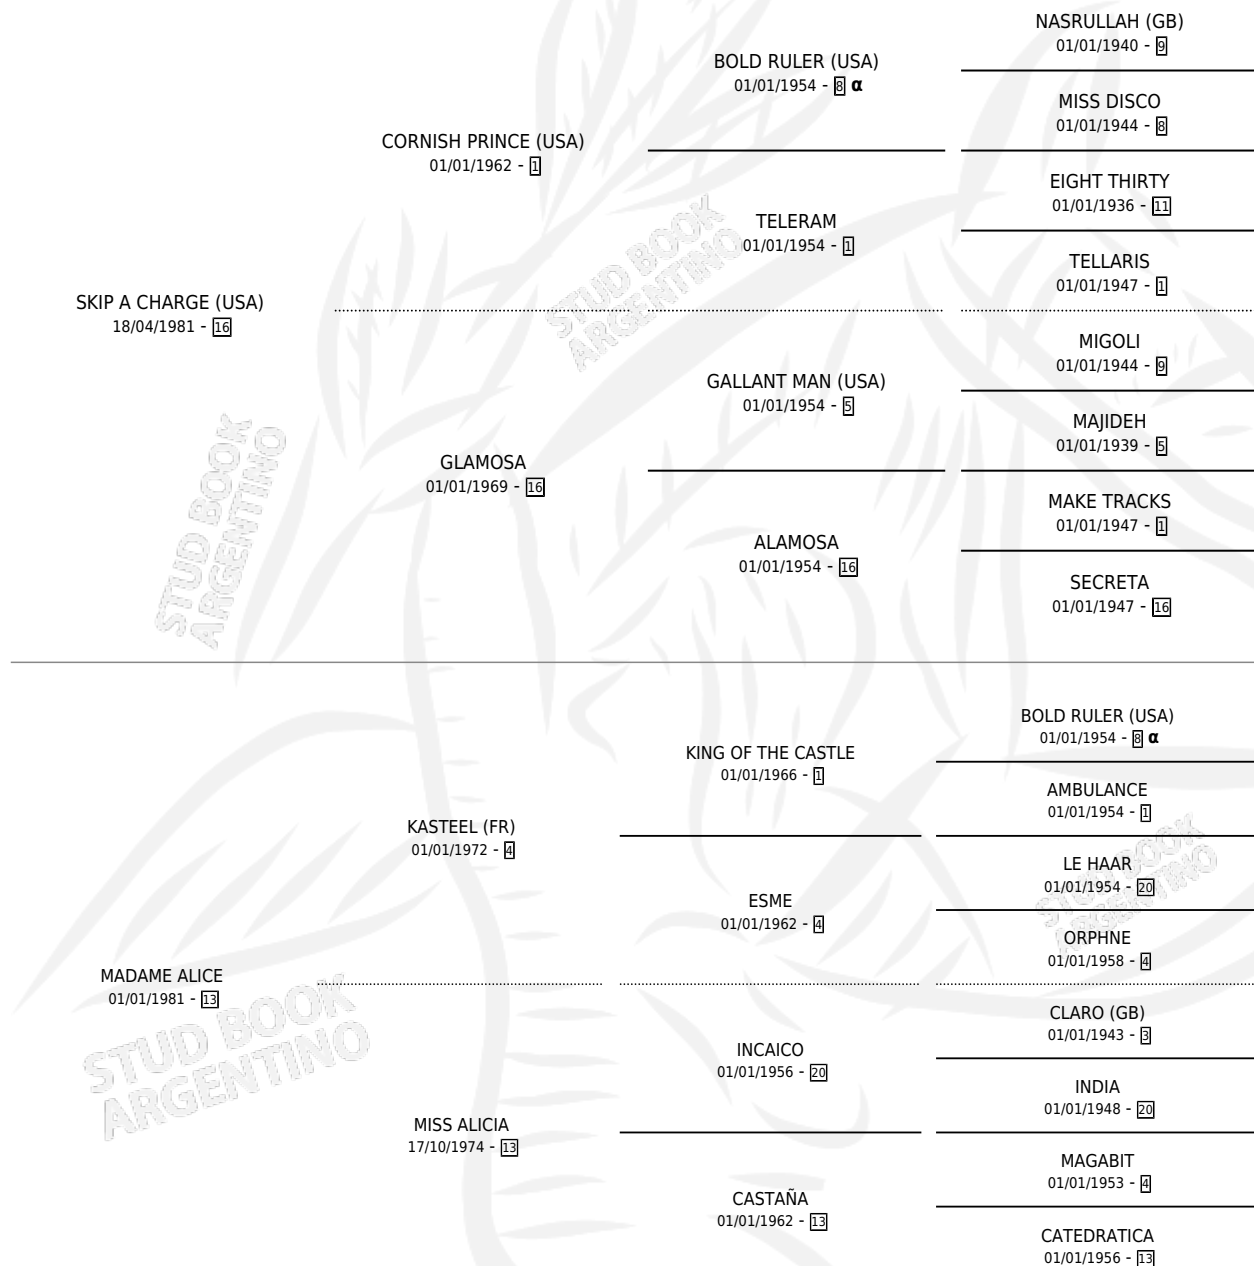 NASRULLAH (GB)
01/01/1940 - 9
BOLD RULER (USA)
01/01/1954 - 8 α
MISS DISCO
01/01/1944 - 8
CORNISH PRINCE (USA)
01/01/1962 - 1
EIGHT THIRTY
01/01/1936 - 11
TELERAM
01/01/1954 - 1
TELLARIS
01/01/1947 - 1
SKIP A CHARGE (USA)
18/04/1981 - 16
MIGOLI
01/01/1944 - 9
GALLANT MAN (USA)
01/01/1954 - 5
MAJIDEH
01/01/1939 - 5
GLAMOSA
01/01/1969 - 16
MAKE TRACKS
01/01/1947 - 1
ALAMOSA
01/01/1954 - 16
SECRETA
01/01/1947 - 16
BOLD RULER (USA)
01/01/1954 - 8 α
KING OF THE CASTLE
01/01/1966 - 1
AMBULANCE
01/01/1954 - 1
KASTEEL (FR)
01/01/1972 - 4
LE HAAR
01/01/1954 - 20
ESME
01/01/1962 - 4
ORPHNE
01/01/1958 - 4
MADAME ALICE
01/01/1981 - 13
CLARO (GB)
01/01/1943 - 3
INCAICO
01/01/1956 - 20
INDIA
01/01/1948 - 20
MISS ALICIA
17/10/1974 - 13
MAGABIT
01/01/1953 - 4
CASTAÑA
01/01/1962 - 13
CATEDRATICA
01/01/1956 - 13
STUD BOOK
ARGENTINO
STUD BOOK
ARGENTINO
STUD BOOK
ARGENTINO
STUD BOOK
ARGENTINO